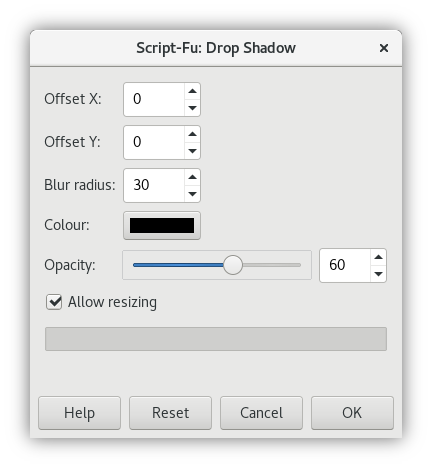 Script-Fu: Drop Shadow ×
Offset X: 0
Offset Y: 0
Blur radius: 30
Colour:
Opacity: 60
Allow resizing
Help Reset Cancel OK